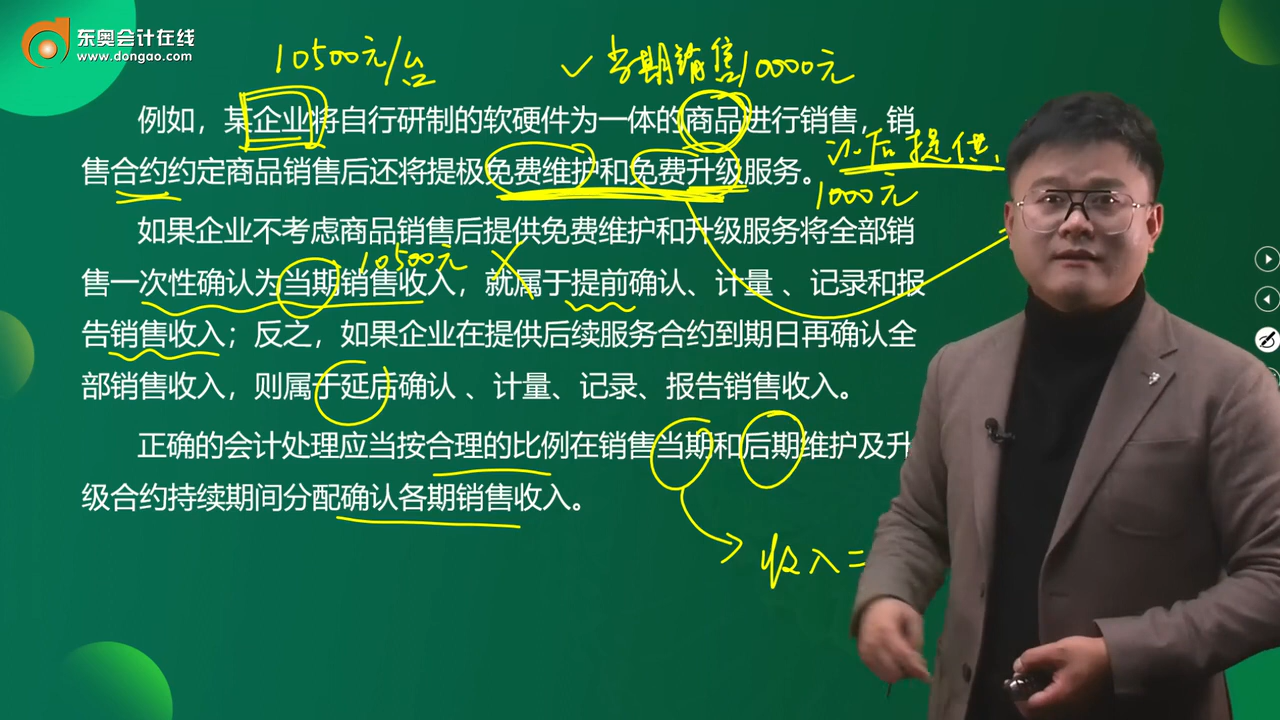 东奥会计在线
www.dongao.com
10500元/台
✓当期销售10000元
例如，某企业将自行研制的软硬件为一体的商品进行销售，销
售合约约定商品销售后还将提极免费维护和免费升级服务。
以后提供
1000元
如果企业不考虑商品销售后提供免费维护和升级服务将全部销
10500元
售一次性确认为当期销售收入，就属于提前确认、计量 、记录和报
告销售收入；反之，如果企业在提供后续服务合约到期日再确认全
部销售收入，则属于延后确认 、计量、记录、报告销售收入。
正确的会计处理应当按合理的比例在销售当期和后期维护及升
级合约持续期间分配确认各期销售收入。
收入=